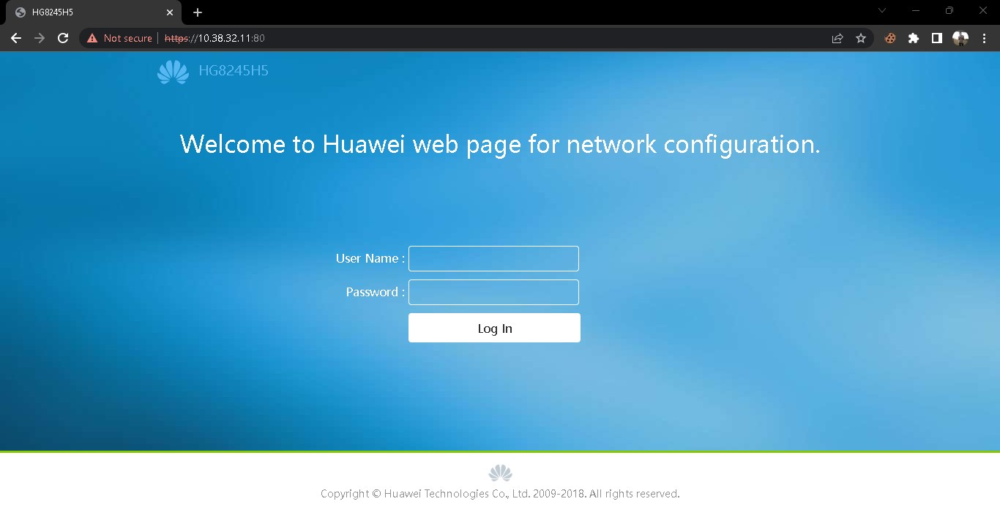 HG8245H5
Not secure
https://10.38.32.11:80
HG8245H5
Welcome to Huawei web page for network configuration.
User Name :
Password :
Log In
Copyright © Huawei Technologies Co., Ltd. 2009-2018. All rights reserved.